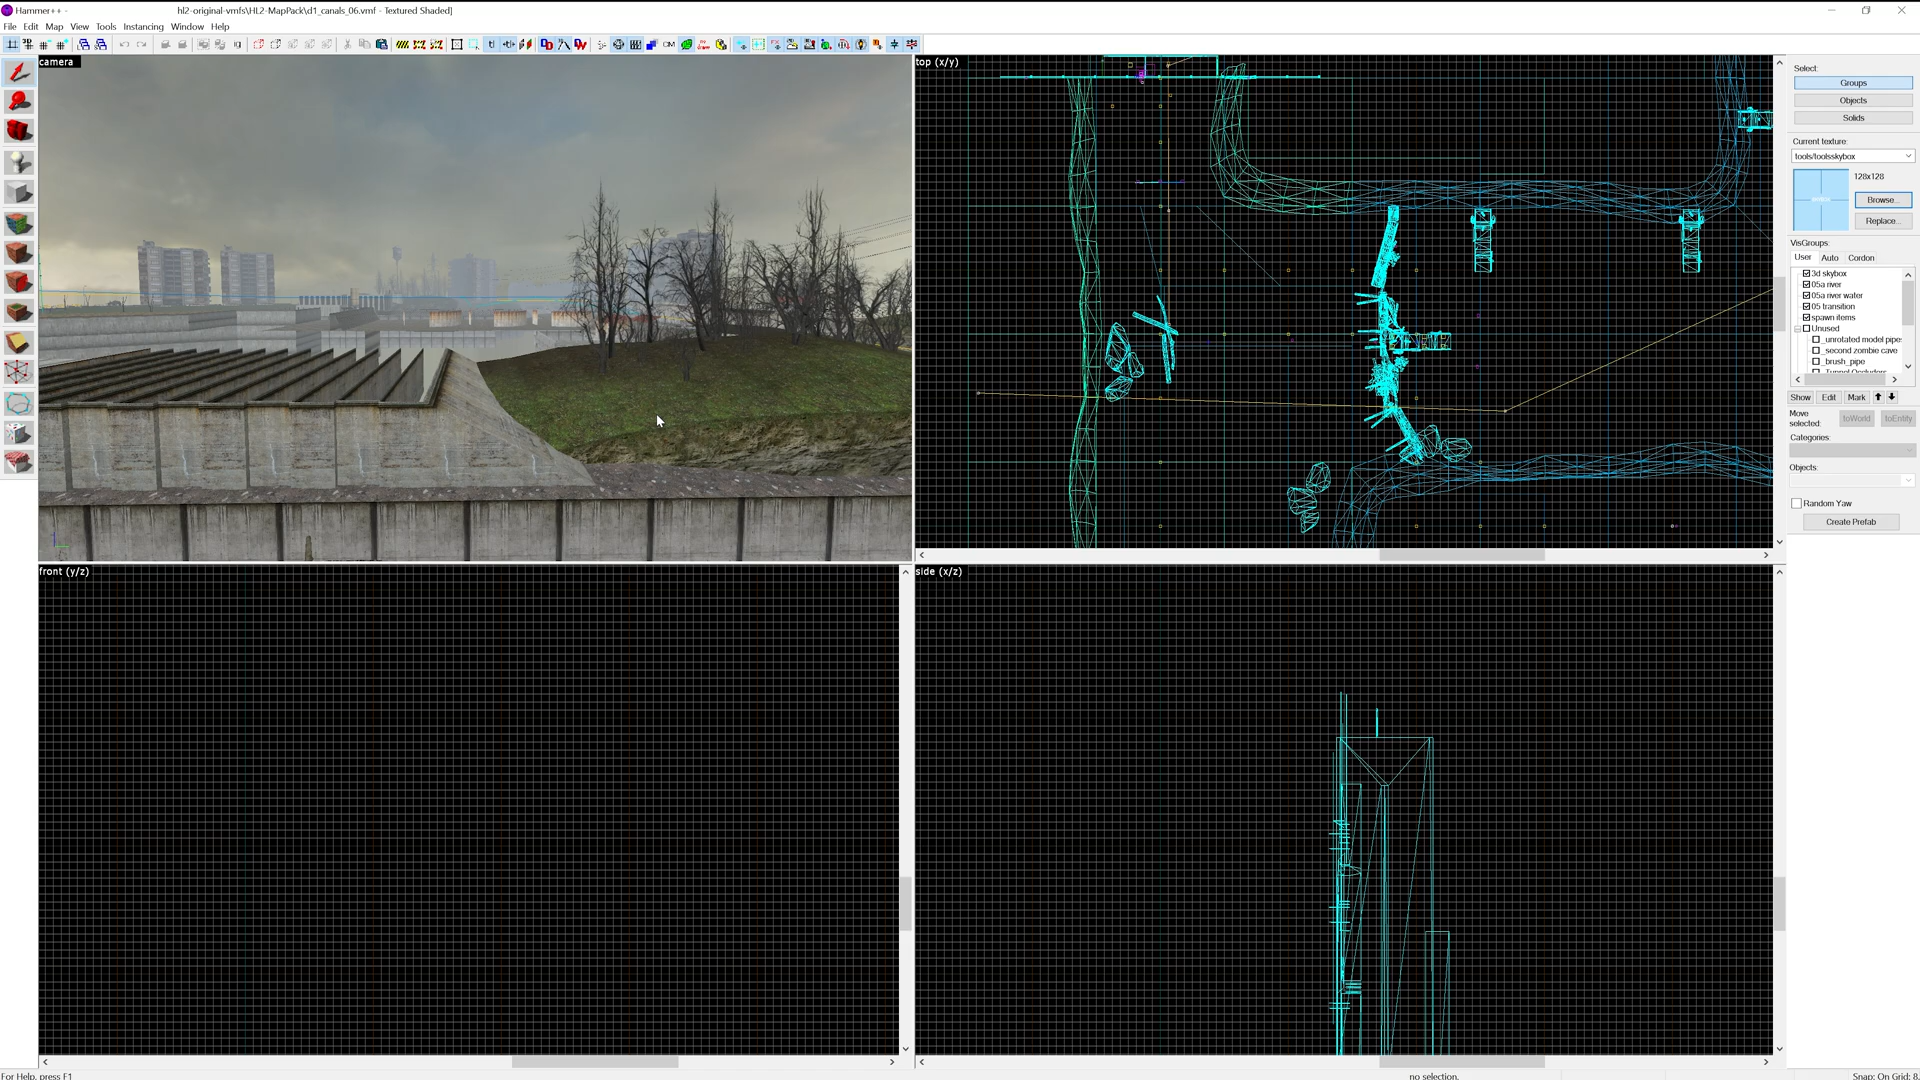 Hammer++ -
hl2-original-vmfs\HL2-MapPack\d1_canals_06.vmf - Textured Shaded]
File Edit Map View Tools Instancing Window Help
camera
top (x/y)
front (y/z)
side (x/z)
Select:
Groups
Objects
Solids
Current texture:
tools/toolsskybox
128x128
Browse...
Replace...
VisGroups:
User Auto Cordon
3d skybox
05a river
05a river water
05 transition
spawn items
Unused
_unrotated model pipe
_second zombie cave
_brush_pipe
Show Edit Mark
Move selected:
toWorld toEntity
Categories:
Objects:
Random Yaw
Create Prefab
For Help, press F1
no selection.
Snap: On Grid: 8